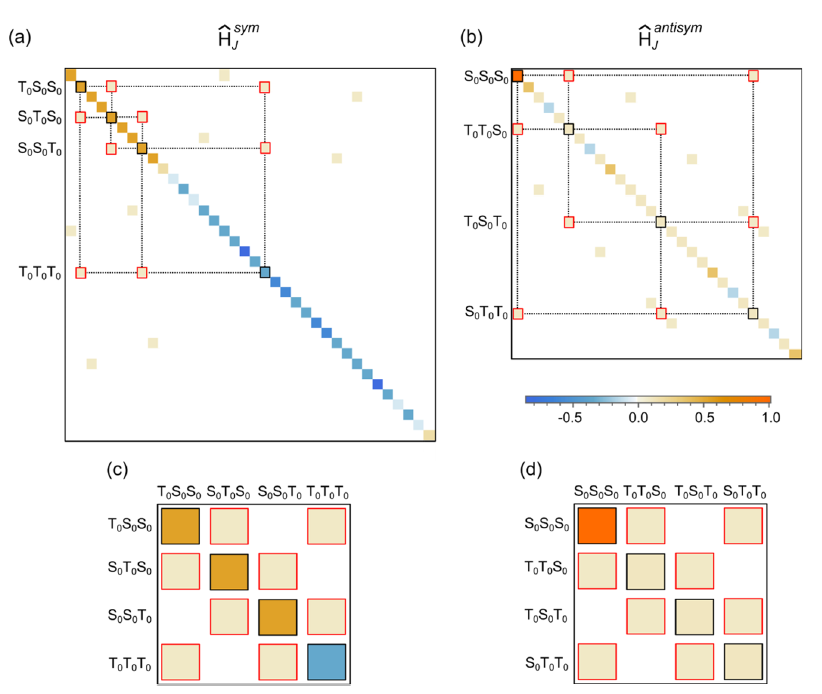 (a)
Ĥ_J^sym
T₀S₀S₀
S₀T₀S₀
S₀S₀T₀
T₀T₀T₀
(b)
Ĥ_J^antisym
S₀S₀S₀
T₀T₀S₀
T₀S₀T₀
S₀T₀T₀
-0.5 0.0 0.5 1.0
(c)
T₀S₀S₀ S₀T₀S₀ S₀S₀T₀ T₀T₀T₀
T₀S₀S₀
S₀T₀S₀
S₀S₀T₀
T₀T₀T₀
(d)
S₀S₀S₀ T₀T₀S₀ T₀S₀T₀ S₀T₀T₀
S₀S₀S₀
T₀T₀S₀
T₀S₀T₀
S₀T₀T₀